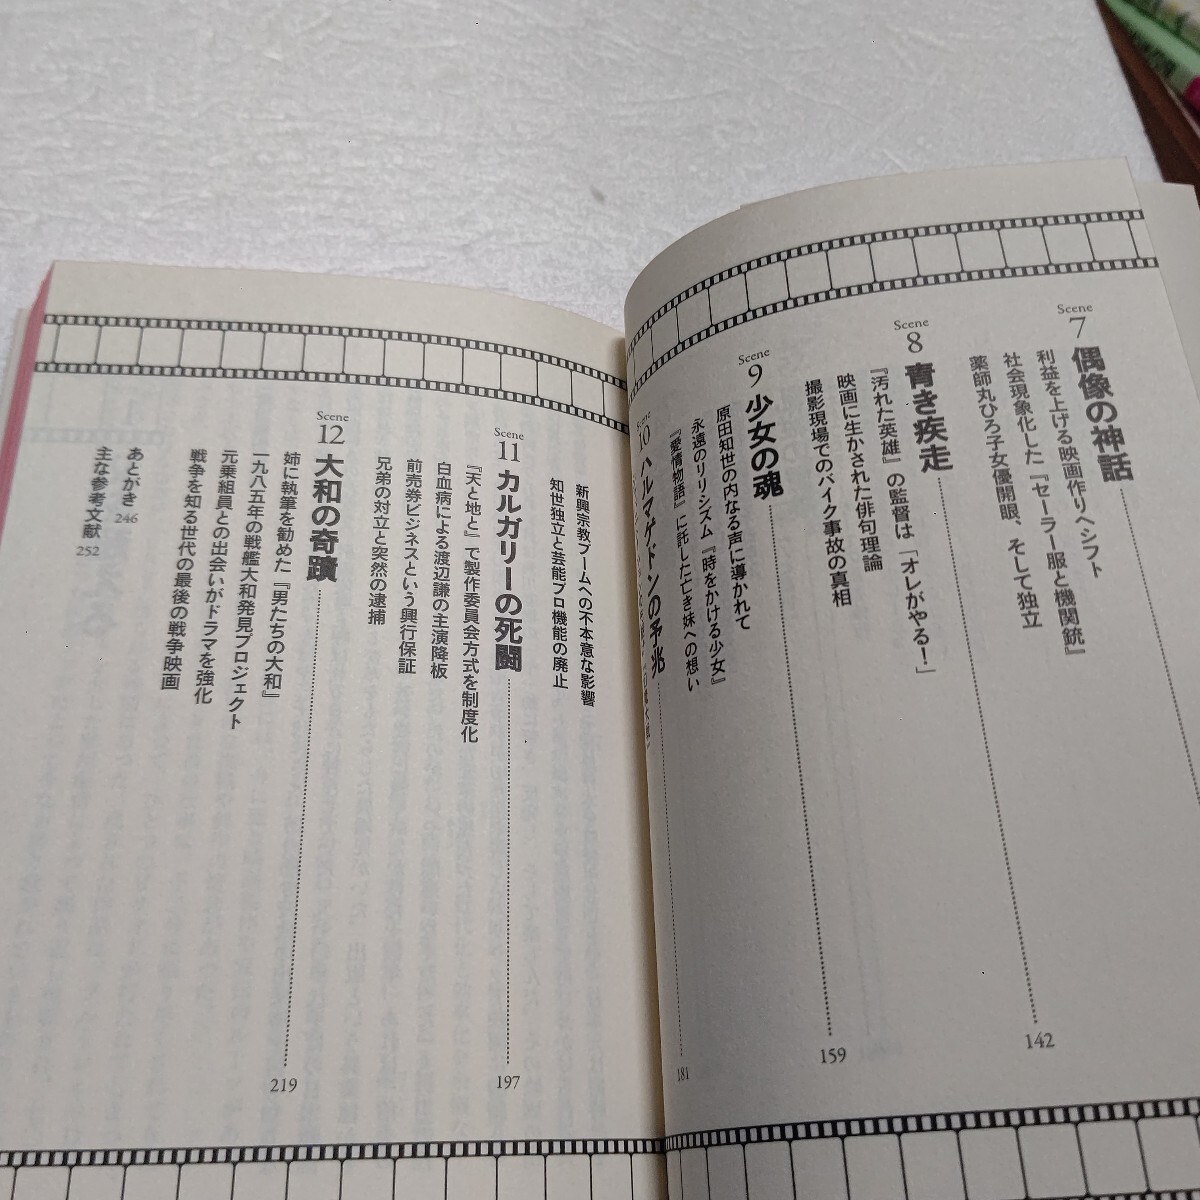 Scene
7 偶像の神話
利益を上げる映画作りへシフト
社会現象化した『セーラー服と機関銃』
薬師丸ひろ子女優開眼、そして独立
Scene
8 青き疾走
142
『汚れた英雄』の監督は「オレがやる！」
映画に生かされた俳句理論
撮影現場でのバイク事故の真相
Scene
9 少女の魂
159
原田知世の内なる声に導かれて
永遠のリリシズム『時をかける少女』
『愛情物語』に託した亡き妹への想い
Scene
10 ハルマゲドンの予兆
181
新興宗教ブームへの不本意な影響
知世独立と芸能プロ機能の廃止
Scene
11 カルガリーの死闘
197
『天と地と』で製作委員会方式を制度化
白血病による渡辺謙の主演降板
前売券ビジネスという興行保証
兄弟の対立と突然の逮捕
Scene
12 大和の奇蹟
219
姉に執筆を勧めた『男たちの大和』
一九八五年の戦艦大和発見プロジェクト
元乗組員との出会いがドラマを強化
戦争を知る世代の最後の戦争映画
あとがき 246
主な参考文献 252